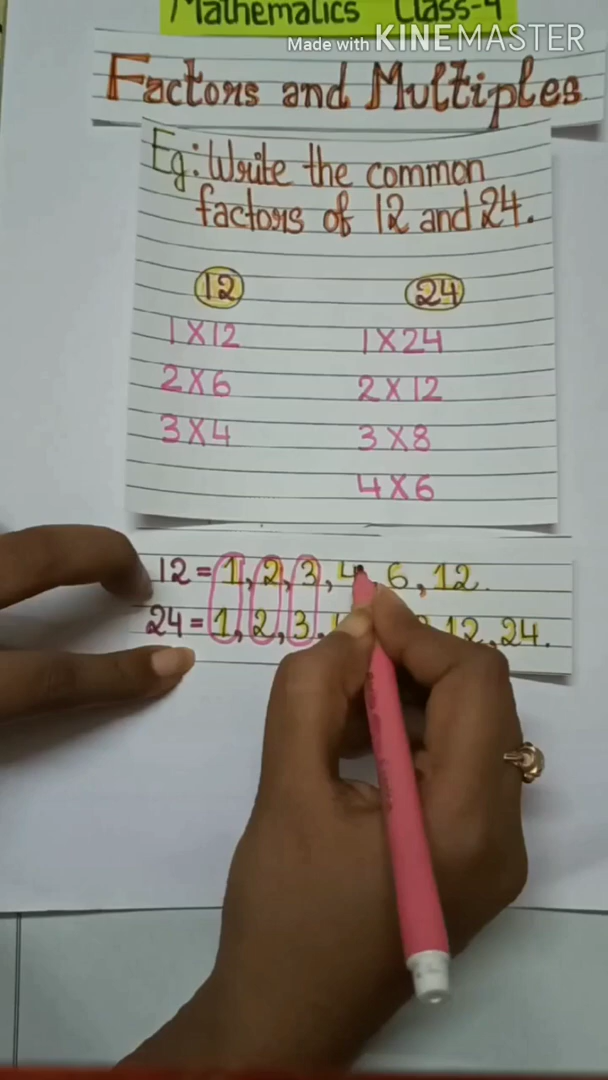 Mathematics Class-4
Made with KINEMASTER
Factors and Multiples
Eg: Write the common
factors of 12 and 24.
12 24
1X12 1X24
2X6 2X12
3X4 3X8
4X6
12 = 1, 2, 3, 4, 6, 12.
24 = 1, 2, 3, 12, 24.